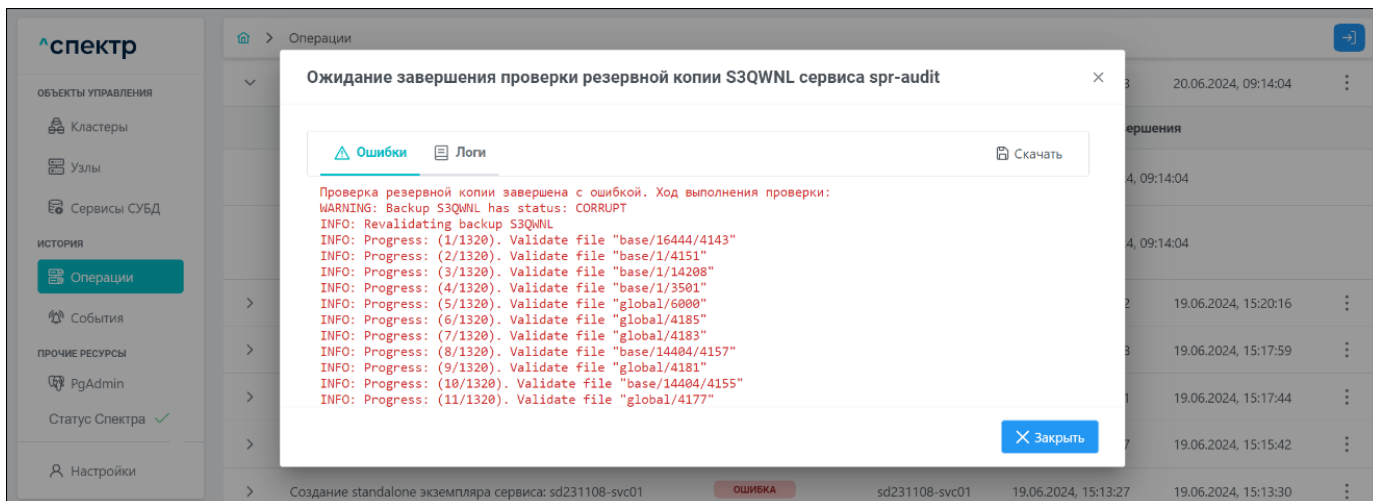 ^спектр
Операции
ОБЪЕКТЫ УПРАВЛЕНИЯ
Кластеры
Узлы
Сервисы СУБД
ИСТОРИЯ
Операции
События
ПРОЧИЕ РЕСУРСЫ
PgAdmin
Статус Спектра
Настройки
Ожидание завершения проверки резервной копии S3QWNL сервиса spr-audit
Ошибки
Логи
Скачать
Проверка резервной копии завершена с ошибкой. Ход выполнения проверки:
WARNING: Backup S3QWNL has status: CORRUPT
INFO: Revalidating backup S3QWNL
INFO: Progress: (1/1320). Validate file "base/16444/4143"
INFO: Progress: (2/1320). Validate file "base/1/4151"
INFO: Progress: (3/1320). Validate file "base/1/14208"
INFO: Progress: (4/1320). Validate file "base/1/3501"
INFO: Progress: (5/1320). Validate file "global/6000"
INFO: Progress: (6/1320). Validate file "global/4185"
INFO: Progress: (7/1320). Validate file "global/4183"
INFO: Progress: (8/1320). Validate file "base/14404/4157"
INFO: Progress: (9/1320). Validate file "global/4181"
INFO: Progress: (10/1320). Validate file "base/14404/4155"
INFO: Progress: (11/1320). Validate file "global/4177"
Закрыть
3 20.06.2024, 09:14:04
ершения
4, 09:14:04
4, 09:14:04
2 19.06.2024, 15:20:16
3 19.06.2024, 15:17:59
1 19.06.2024, 15:17:44
7 19.06.2024, 15:15:42
Создание standalone экземпляра сервиса: sd231108-svc01 ОШИБКА sd231108-svc01 19.06.2024, 15:13:27 19.06.2024, 15:13:30